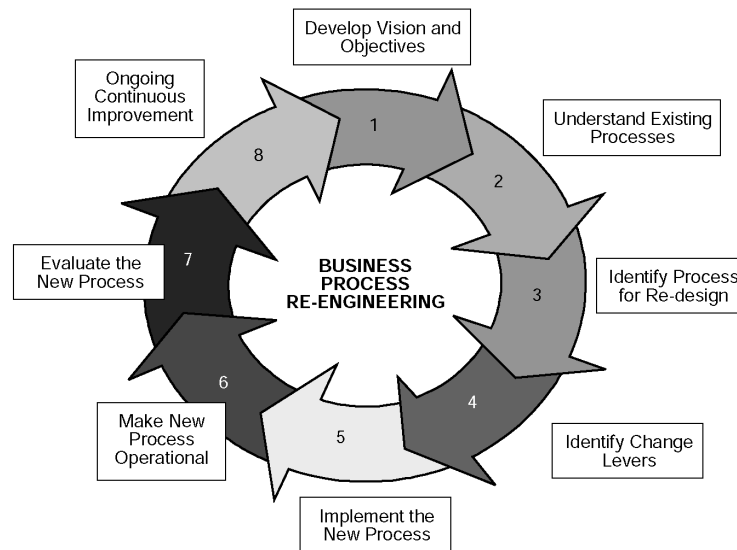 Develop Vision and
Objectives
1
Understand Existing
Processes
2
Identify Process
for Re-design
3
Identify Change
Levers
4
Implement the
New Process
5
Make New
Process
Operational
6
Evaluate the
New Process
7
Ongoing
Continuous
Improvement
8
BUSINESS
PROCESS
RE-ENGINEERING